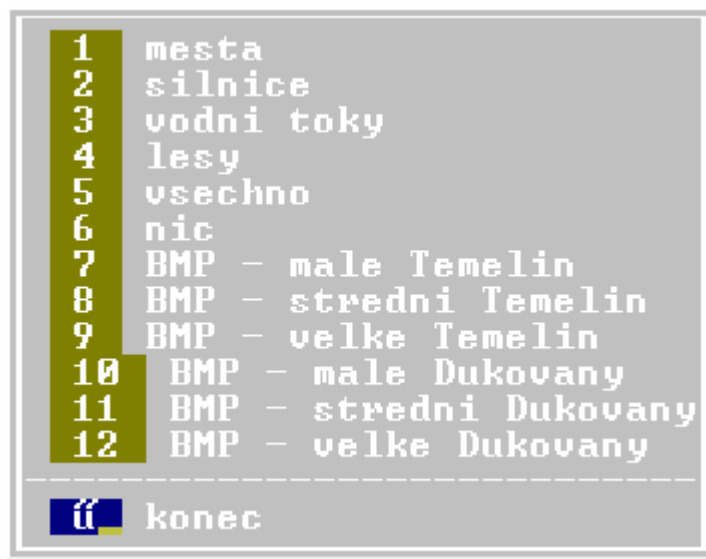 1 mesta
2 silnice
3 vodni toky
4 lesy
5 vsechno
6 nic
7 BMP - male Temelin
8 BMP - stredni Temelin
9 BMP - velke Temelin
10 BMP - male Dukovany
11 BMP - stredni Dukovany
12 BMP - velke Dukovany
konec